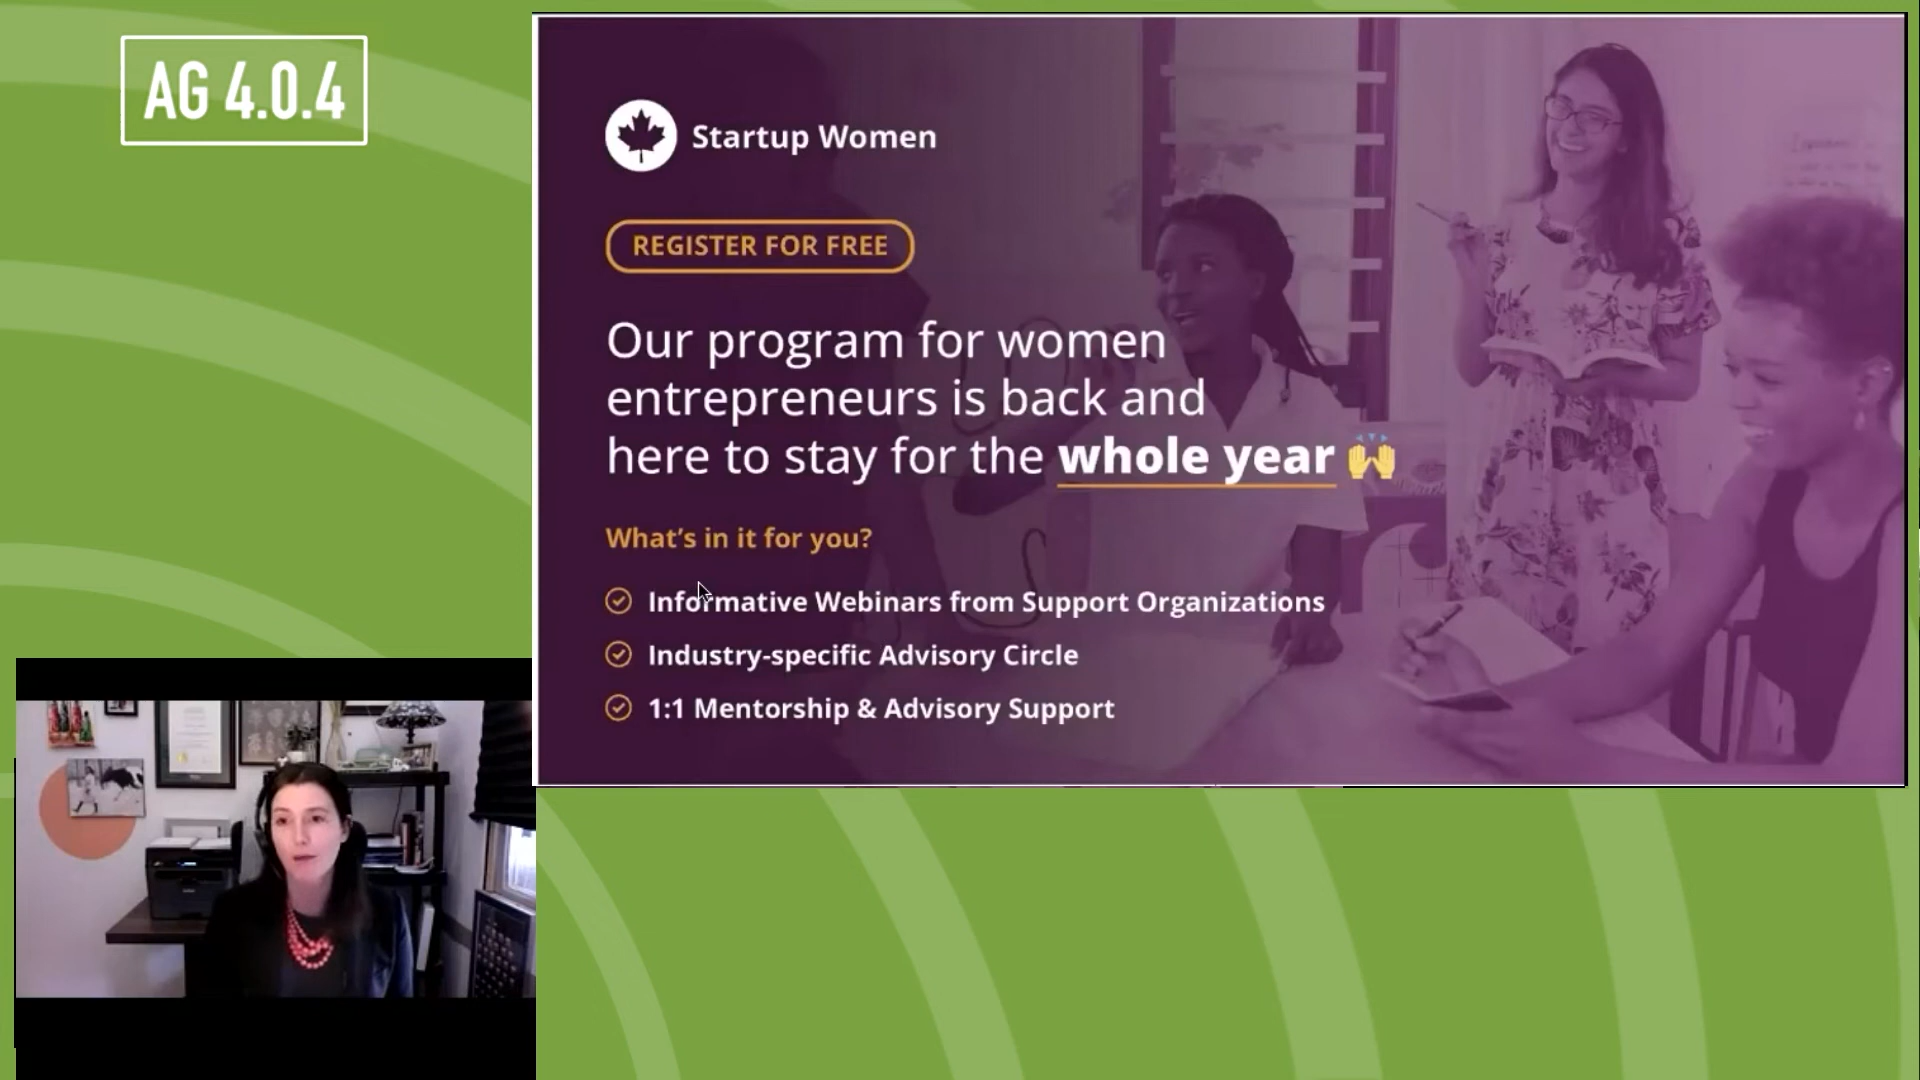 AG 4.0.4
Startup Women
REGISTER FOR FREE
Our program for women
entrepreneurs is back and
here to stay for the whole year 🙌
What's in it for you?
Informative Webinars from Support Organizations
Industry-specific Advisory Circle
1:1 Mentorship & Advisory Support